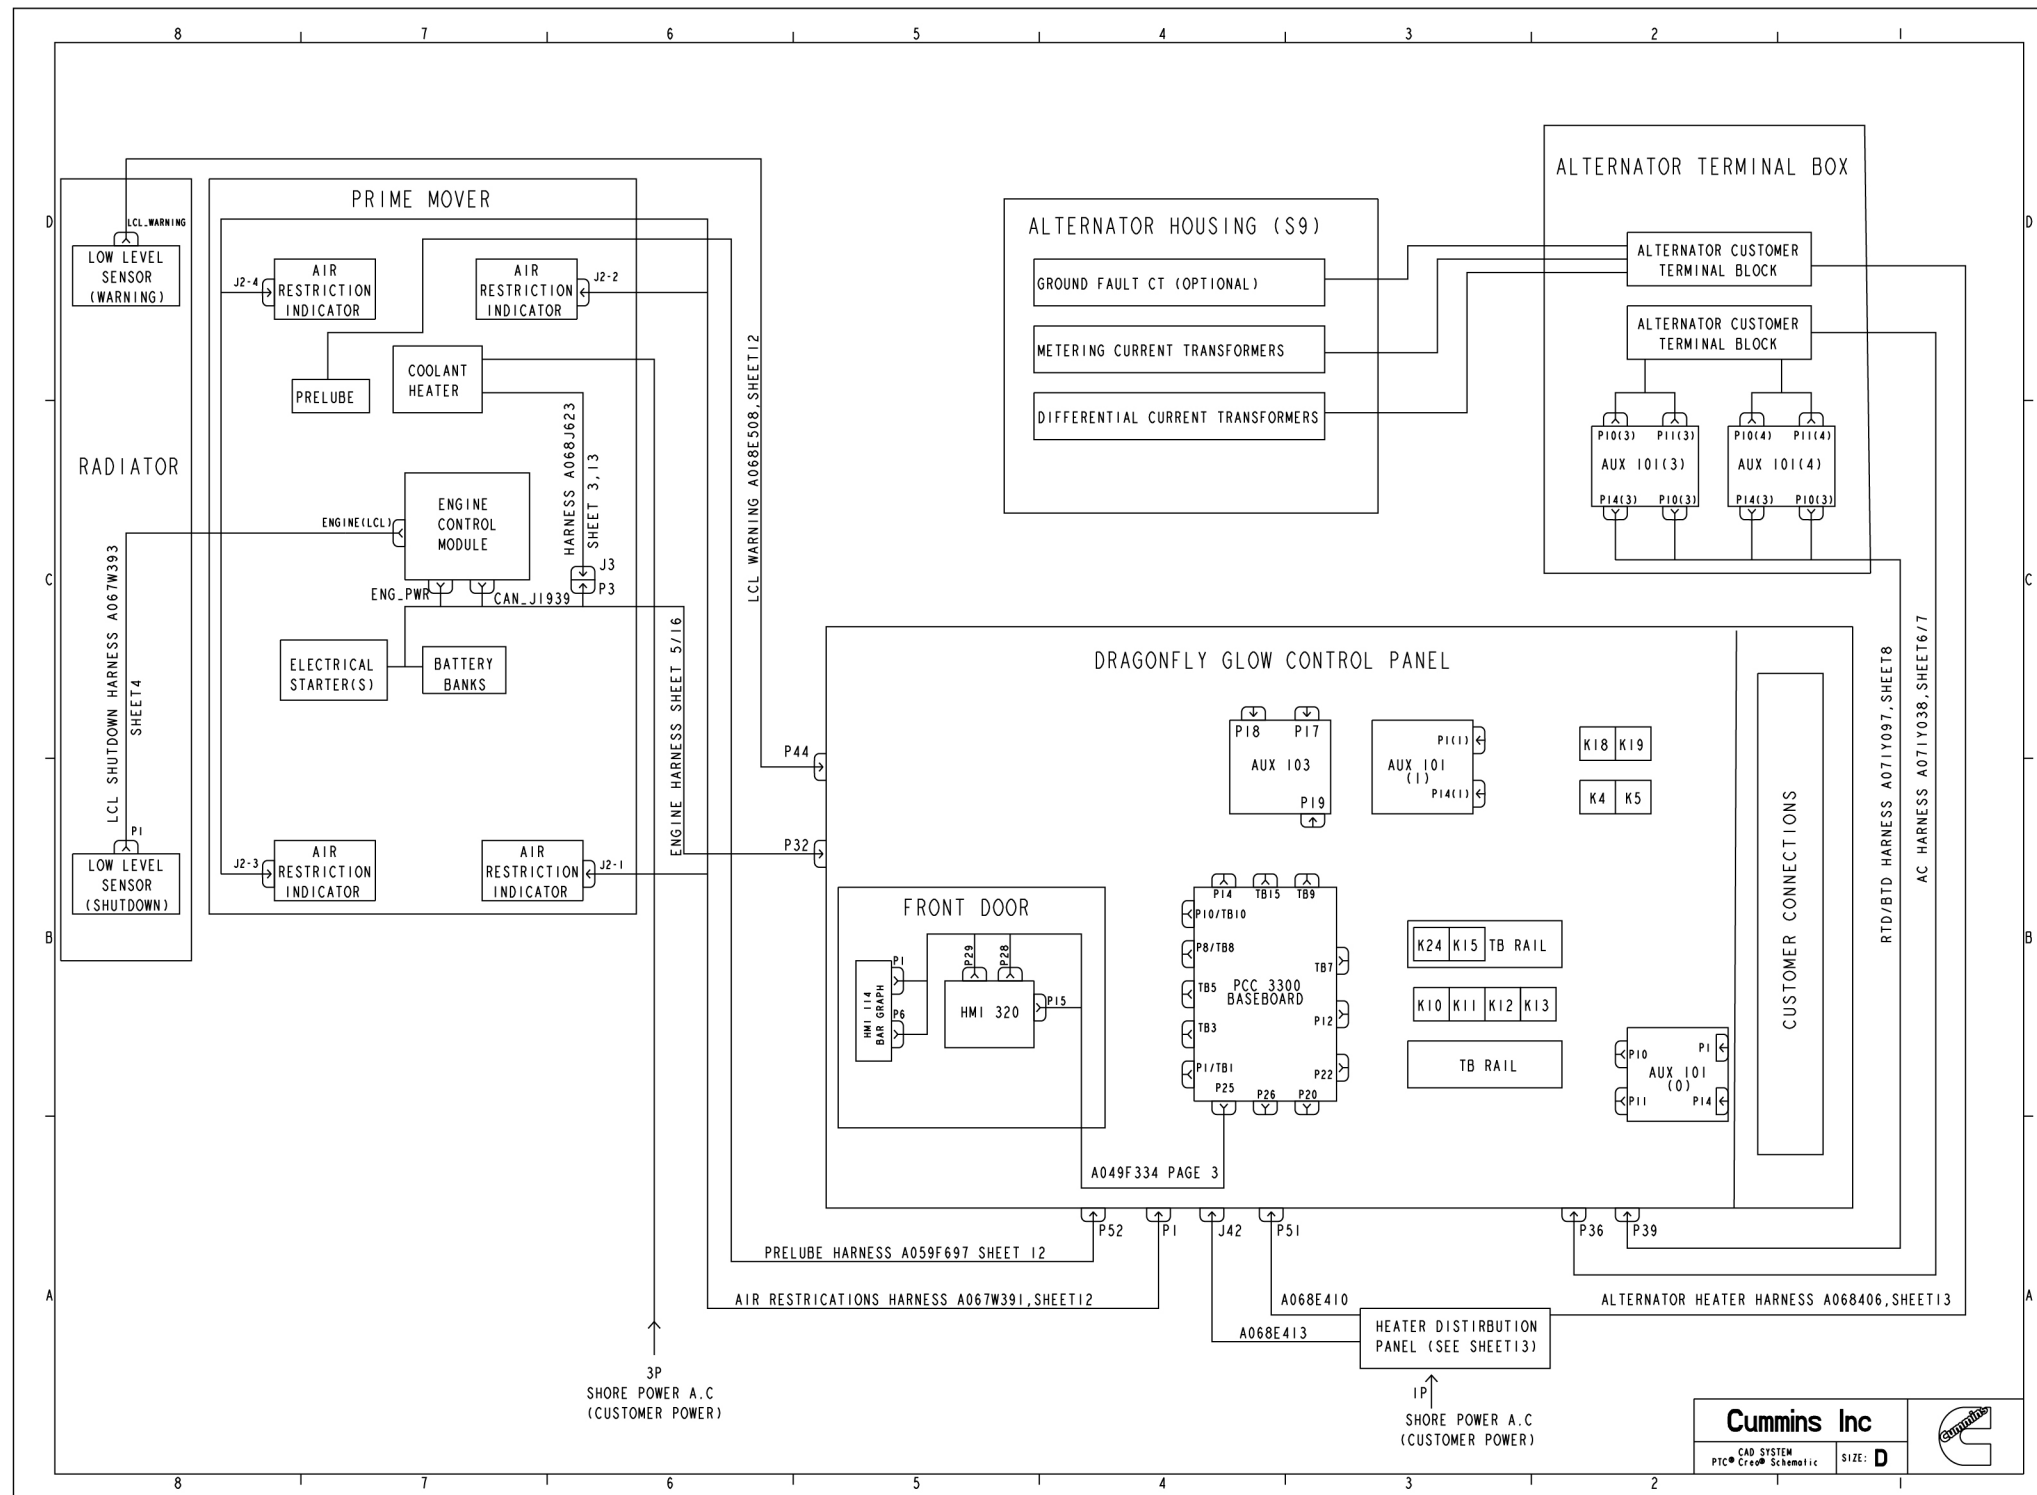 8 7 6 5 4 3 2 1
D
D
C
C
B
B
A
A
RADIATOR
LCL_WARNING
LOW LEVEL
SENSOR
(WARNING)
LCL SHUTDOWN HARNESS A067W393
SHEET4
P1
LOW LEVEL
SENSOR
(SHUTDOWN)
PRIME MOVER
J2-4
AIR
RESTRICTION
INDICATOR
AIR
RESTRICTION
INDICATOR
J2-2
PRELUBE
COOLANT
HEATER
HARNESS A068J623
SHEET 3,13
J3
P3
ENGINE(LCL)
ENGINE
CONTROL
MODULE
ENG_PWR
CAN_J1939
ELECTRICAL
STARTER(S)
BATTERY
BANKS
J2-3
AIR
RESTRICTION
INDICATOR
AIR
RESTRICTION
INDICATOR
J2-1
ENGINE HARNESS SHEET 5/16
LCL WARNING A068E508,SHEET12
ALTERNATOR HOUSING (S9)
GROUND FAULT CT (OPTIONAL)
METERING CURRENT TRANSFORMERS
DIFFERENTIAL CURRENT TRANSFORMERS
ALTERNATOR TERMINAL BOX
ALTERNATOR CUSTOMER
TERMINAL BLOCK
ALTERNATOR CUSTOMER
TERMINAL BLOCK
P10(3) P11(3)
AUX 101(3)
P14(3) P10(3)
P10(4) P11(4)
AUX 101(4)
P14(3) P10(3)
RTD/BTD HARNESS A071Y097,SHEET8
AC HARNESS A071Y038,SHEET6/7
DRAGONFLY GLOW CONTROL PANEL
P44
P32
P18 P17
AUX 103
P19
P1(1)
AUX 101
(1)
P14(1)
K18 K19
K4 K5
CUSTOMER CONNECTIONS
FRONT DOOR
P1
HMI 114
BAR GRAPH
P6
P29
P28
HMI 320
P15
P14 TB15 TB9
P10/TB10
P8/TB8
TB7
TB5
PCC 3300
BASEBOARD
P12
TB3
P1/TB1
P22
P25 P26 P20
K24 K15 TB RAIL
K10 K11 K12 K13
TB RAIL
P10
P1
AUX 101
(0)
P11
P14
A049F334 PAGE 3
P52
P1
J42
P51
P36
P39
PRELUBE HARNESS A059F697 SHEET 12
AIR RESTRICATIONS HARNESS A067W391,SHEET12
A068E410
A068E413
HEATER DISTIRBUTION
PANEL (SEE SHEET13)
ALTERNATOR HEATER HARNESS A068406,SHEET13
3P
SHORE POWER A.C
(CUSTOMER POWER)
1P
SHORE POWER A.C
(CUSTOMER POWER)
Cummins Inc
CAD SYSTEM
PTC® Creo® Schematic
SIZE: D
Cummins
8 7 6 5 4 3 2 1